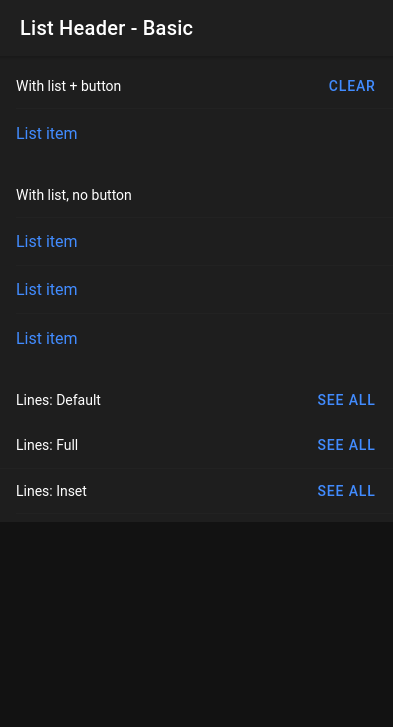 List Header - Basic
With list + button CLEAR
List item
With list, no button
List item
List item
List item
Lines: Default SEE ALL
Lines: Full SEE ALL
Lines: Inset SEE ALL